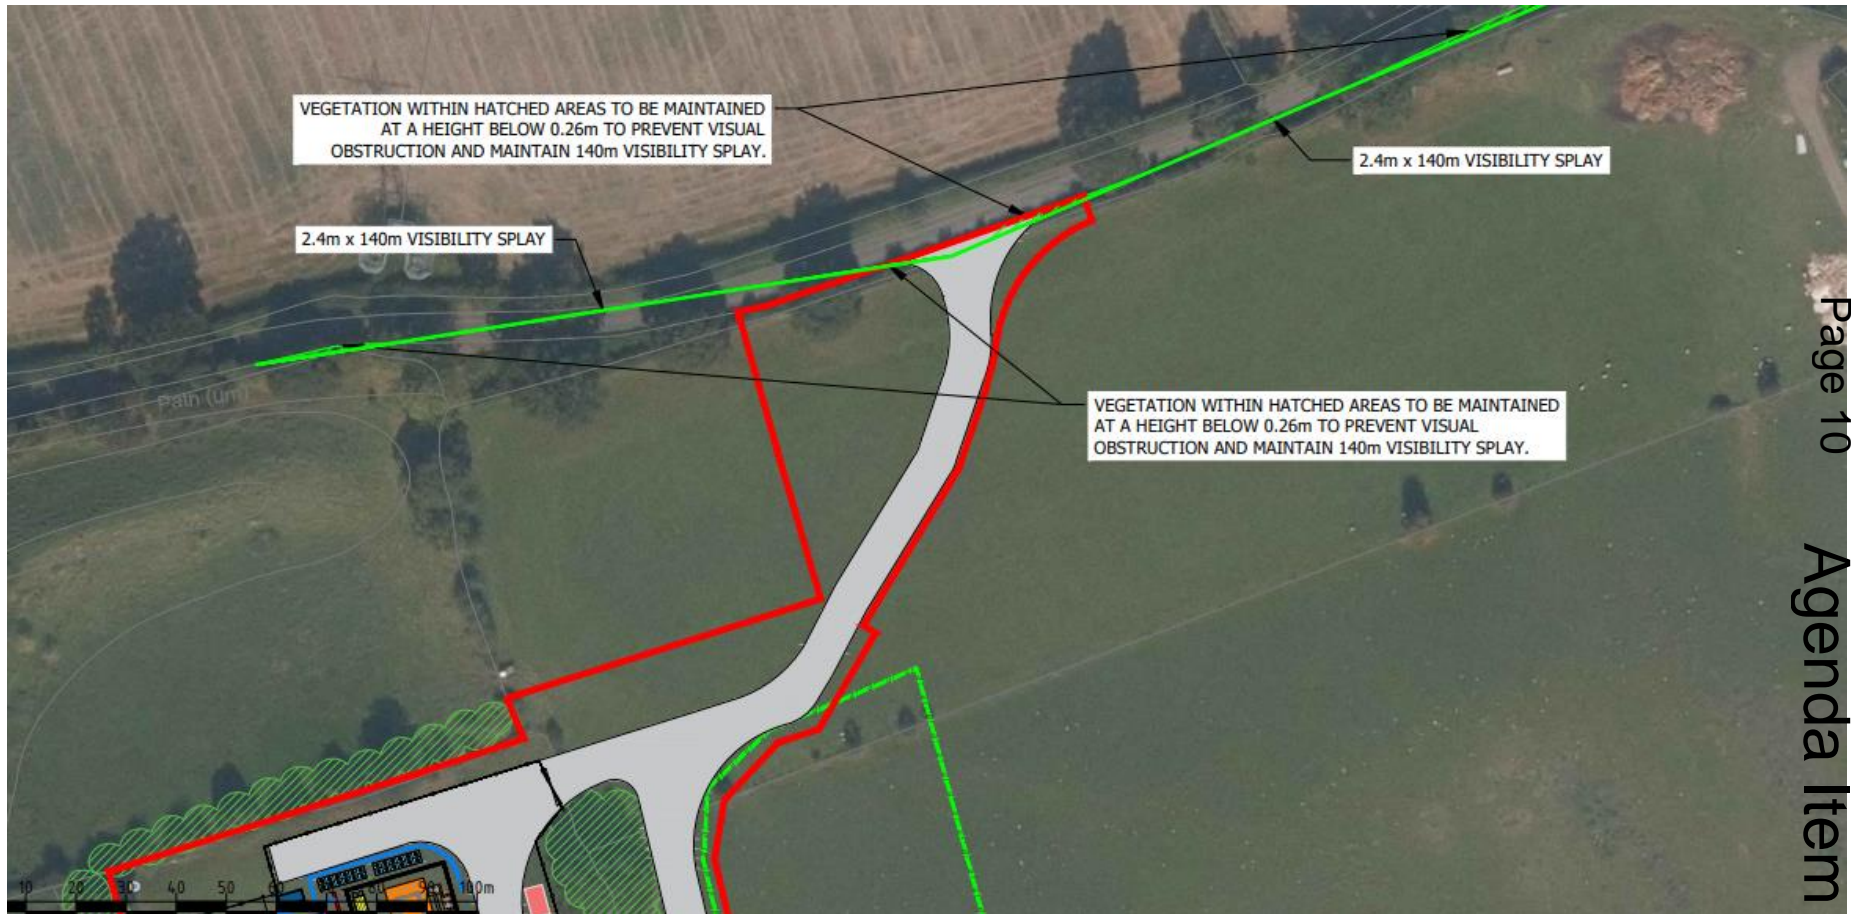 VEGETATION WITHIN HATCHED AREAS TO BE MAINTAINED
AT A HEIGHT BELOW 0.26m TO PREVENT VISUAL
OBSTRUCTION AND MAINTAIN 140m VISIBILITY SPLAY.
2.4m x 140m VISIBILITY SPLAY
2.4m x 140m VISIBILITY SPLAY
Path (um)
VEGETATION WITHIN HATCHED AREAS TO BE MAINTAINED
AT A HEIGHT BELOW 0.26m TO PREVENT VISUAL
OBSTRUCTION AND MAINTAIN 140m VISIBILITY SPLAY.
10 20 30 40 50 60 80 90 100m
Page 10
Agenda Item